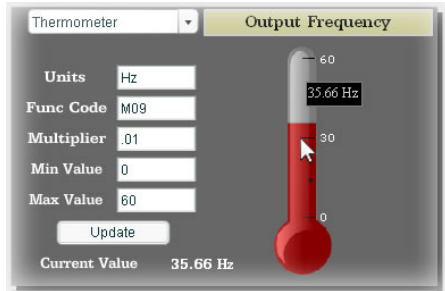 Thermometer
Output Frequency
Units Hz
Func Code M09
Multiplier .01
Min Value 0
Max Value 60
Update
Current Value 35.66 Hz
60
35.66 Hz
30
0